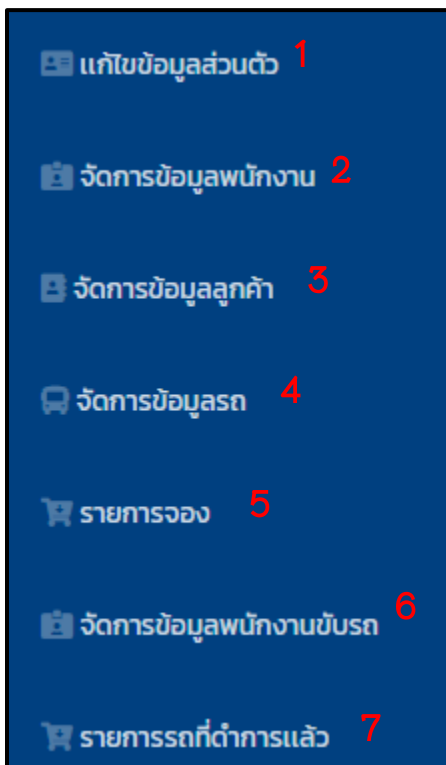 แก้ไขข้อมูลส่วนตัว 1
จัดการข้อมูลพนักงาน 2
จัดการข้อมูลลูกค้า 3
จัดการข้อมูลรถ 4
รายการจอง 5
จัดการข้อมูลพนักงานขับรถ 6
รายการรถที่ดำการแล้ว 7